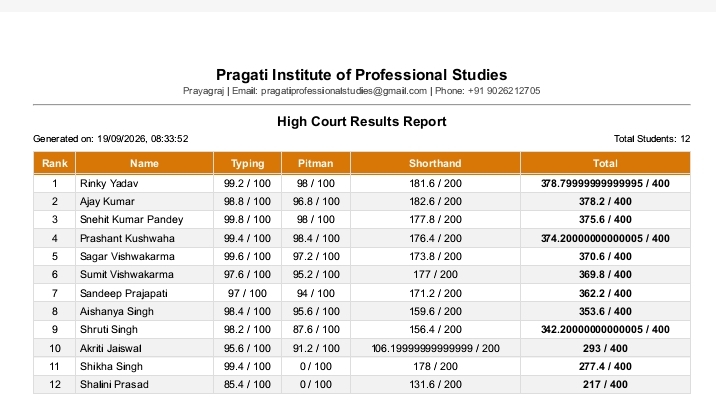 Pragati Institute of Professional Studies
Prayagraj | Email: pragatiprofessionalstudies@gmail.com | Phone: +91 9026212705
High Court Results Report
Generated on: 19/09/2026, 08:33:52 Total Students: 12
Rank Name Typing Pitman Shorthand Total
1 Rinky Yadav 99.2 / 100 98 / 100 181.6 / 200 378.79999999999995 / 400
2 Ajay Kumar 98.8 / 100 96.8 / 100 182.6 / 200 378.2 / 400
3 Snehit Kumar Pandey 99.8 / 100 98 / 100 177.8 / 200 375.6 / 400
4 Prashant Kushwaha 99.4 / 100 98.4 / 100 176.4 / 200 374.20000000000005 / 400
5 Sagar Vishwakarma 99.6 / 100 97.2 / 100 173.8 / 200 370.6 / 400
6 Sumit Vishwakarma 97.6 / 100 95.2 / 100 177 / 200 369.8 / 400
7 Sandeep Prajapati 97 / 100 94 / 100 171.2 / 200 362.2 / 400
8 Aishanya Singh 98.4 / 100 95.6 / 100 159.6 / 200 353.6 / 400
9 Shruti Singh 98.2 / 100 87.6 / 100 156.4 / 200 342.20000000000005 / 400
10 Akriti Jaiswal 95.6 / 100 91.2 / 100 106.19999999999999 / 200 293 / 400
11 Shikha Singh 99.4 / 100 0 / 100 178 / 200 277.4 / 400
12 Shalini Prasad 85.4 / 100 0 / 100 131.6 / 200 217 / 400